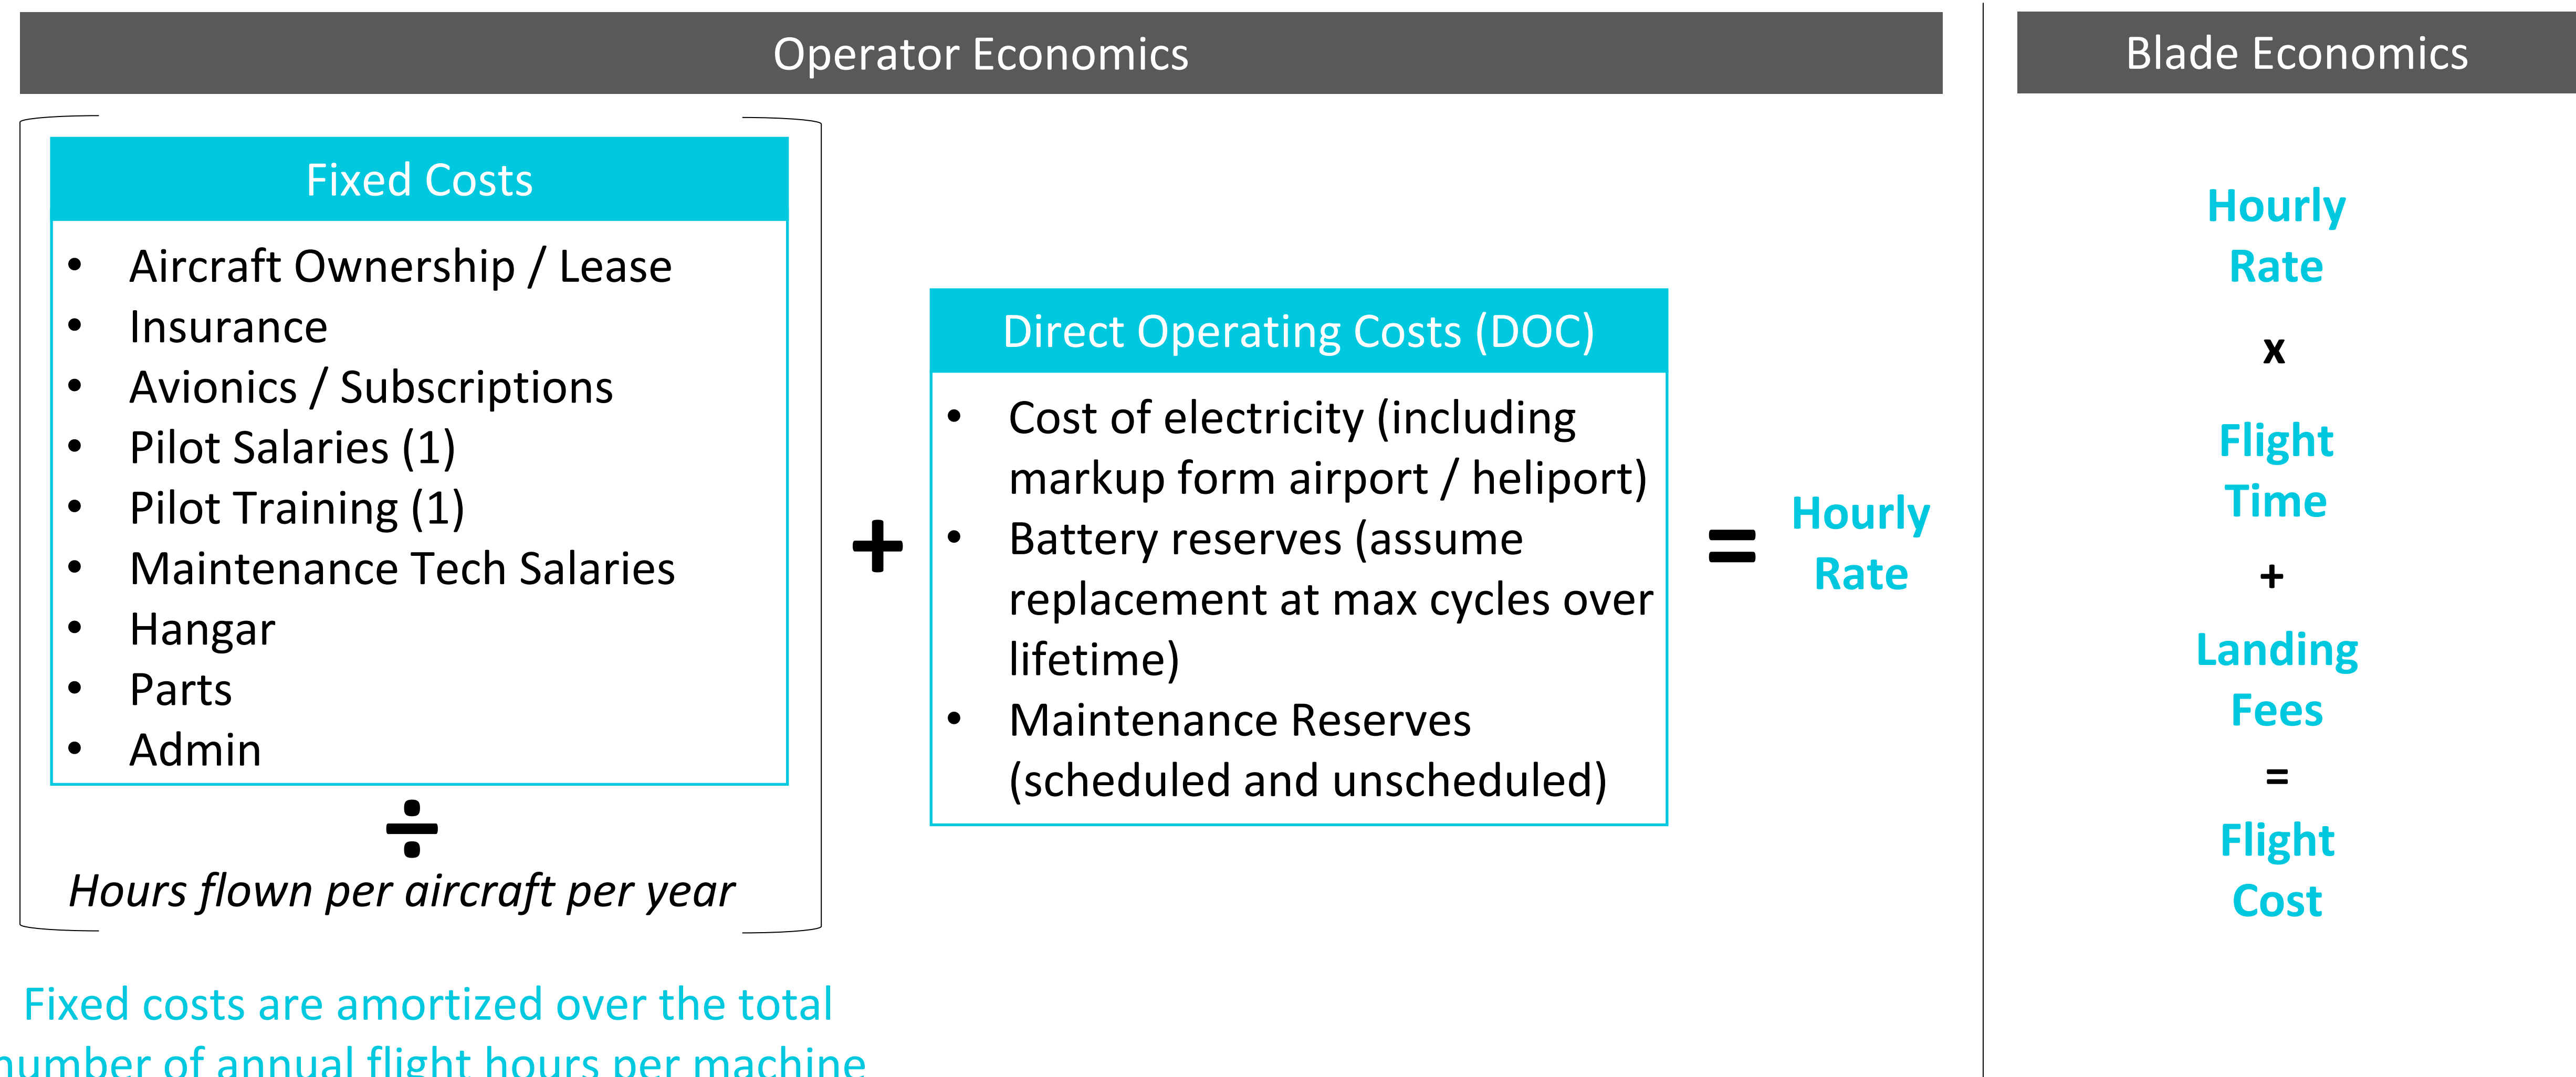 Operator Economics
Fixed Costs
• Aircraft Ownership / Lease
• Insurance
• Avionics / Subscriptions
• Pilot Salaries (1)
• Pilot Training (1)
• Maintenance Tech Salaries
• Hangar
• Parts
• Admin
÷
Hours flown per aircraft per year
Fixed costs are amortized over the total
number of annual flight hours per machine
+
Direct Operating Costs (DOC)
• Cost of electricity (including
markup form airport / heliport)
• Battery reserves (assume
replacement at max cycles over
lifetime)
• Maintenance Reserves
(scheduled and unscheduled)
=
Hourly
Rate
Blade Economics
Hourly
Rate
x
Flight
Time
+
Landing
Fees
=
Flight
Cost